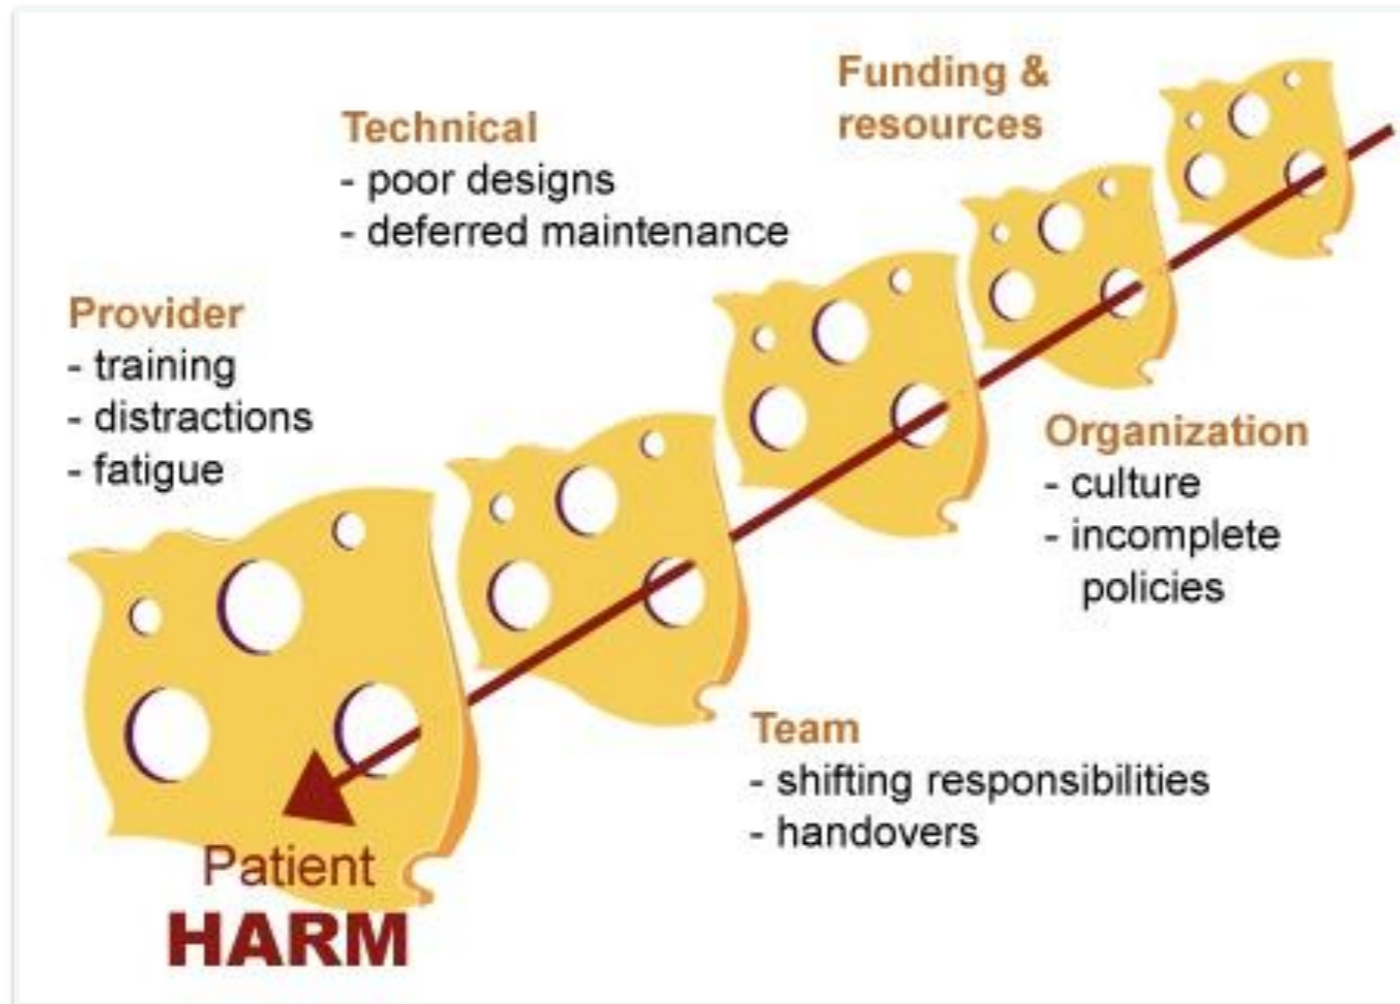 Funding &
resources
Technical
- poor designs
- deferred maintenance
Provider
- training
- distractions
- fatigue
Organization
- culture
- incomplete
policies
Team
- shifting responsibilities
- handovers
Patient
HARM